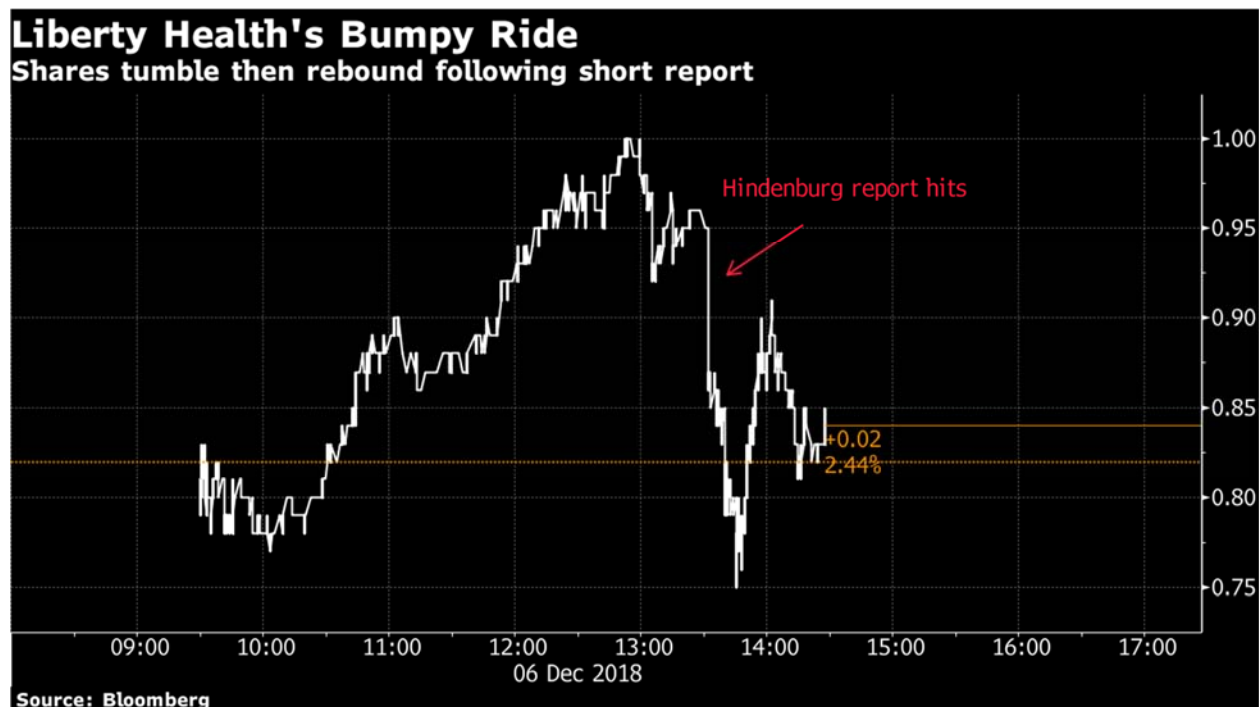 Liberty Health's Bumpy Ride
Shares tumble then rebound following short report
Hindenburg report hits
1.00
0.95
0.90
0.85
+0.02
2.44%
0.80
0.75
09:00 10:00 11:00 12:00 13:00 14:00 15:00 16:00 17:00
06 Dec 2018
Source: Bloomberg